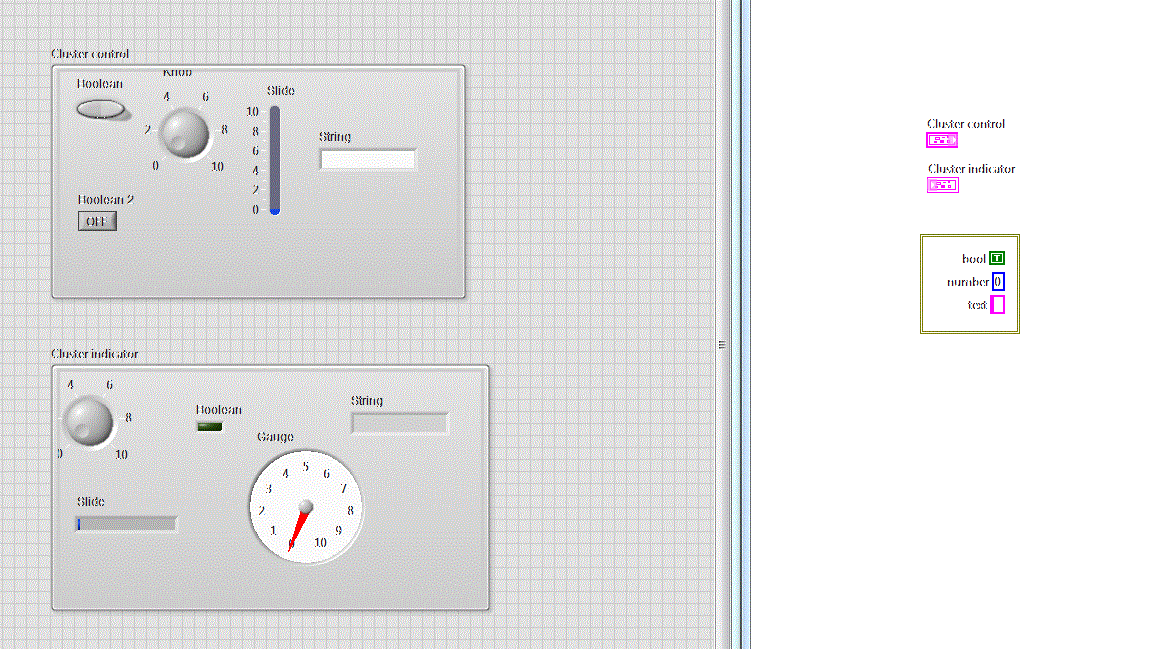 Cluster control
Boolean
Knob
4 6
2 8
0 10
Slide
10
8
6
4
2
0
String
Boolean 2
OFF
Cluster indicator
4 6
8
0 10
Boolean
String
Gauge
5
4 6
3 7
2 8
1 9
0 10
Slide
Cluster control
Cluster indicator
bool T
number 0
text